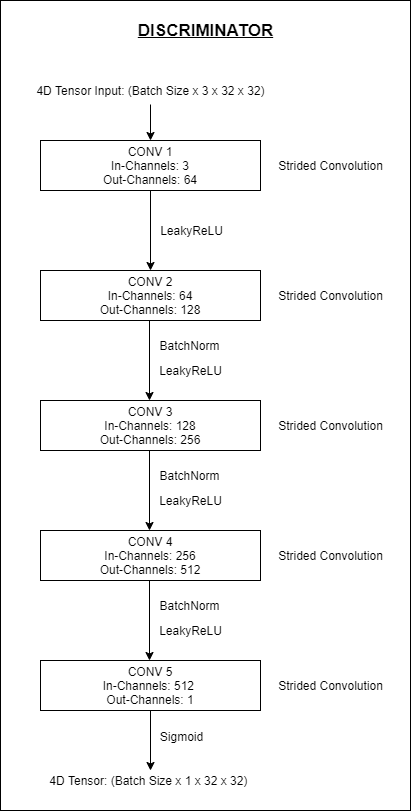 DISCRIMINATOR
4D Tensor Input: (Batch Size x 3 x 32 x 32)
CONV 1
In-Channels: 3
Out-Channels: 64
Strided Convolution
LeakyReLU
CONV 2
In-Channels: 64
Out-Channels: 128
Strided Convolution
BatchNorm
LeakyReLU
CONV 3
In-Channels: 128
Out-Channels: 256
Strided Convolution
BatchNorm
LeakyReLU
CONV 4
In-Channels: 256
Out-Channels: 512
Strided Convolution
BatchNorm
LeakyReLU
CONV 5
In-Channels: 512
Out-Channels: 1
Strided Convolution
Sigmoid
4D Tensor: (Batch Size x 1 x 32 x 32)